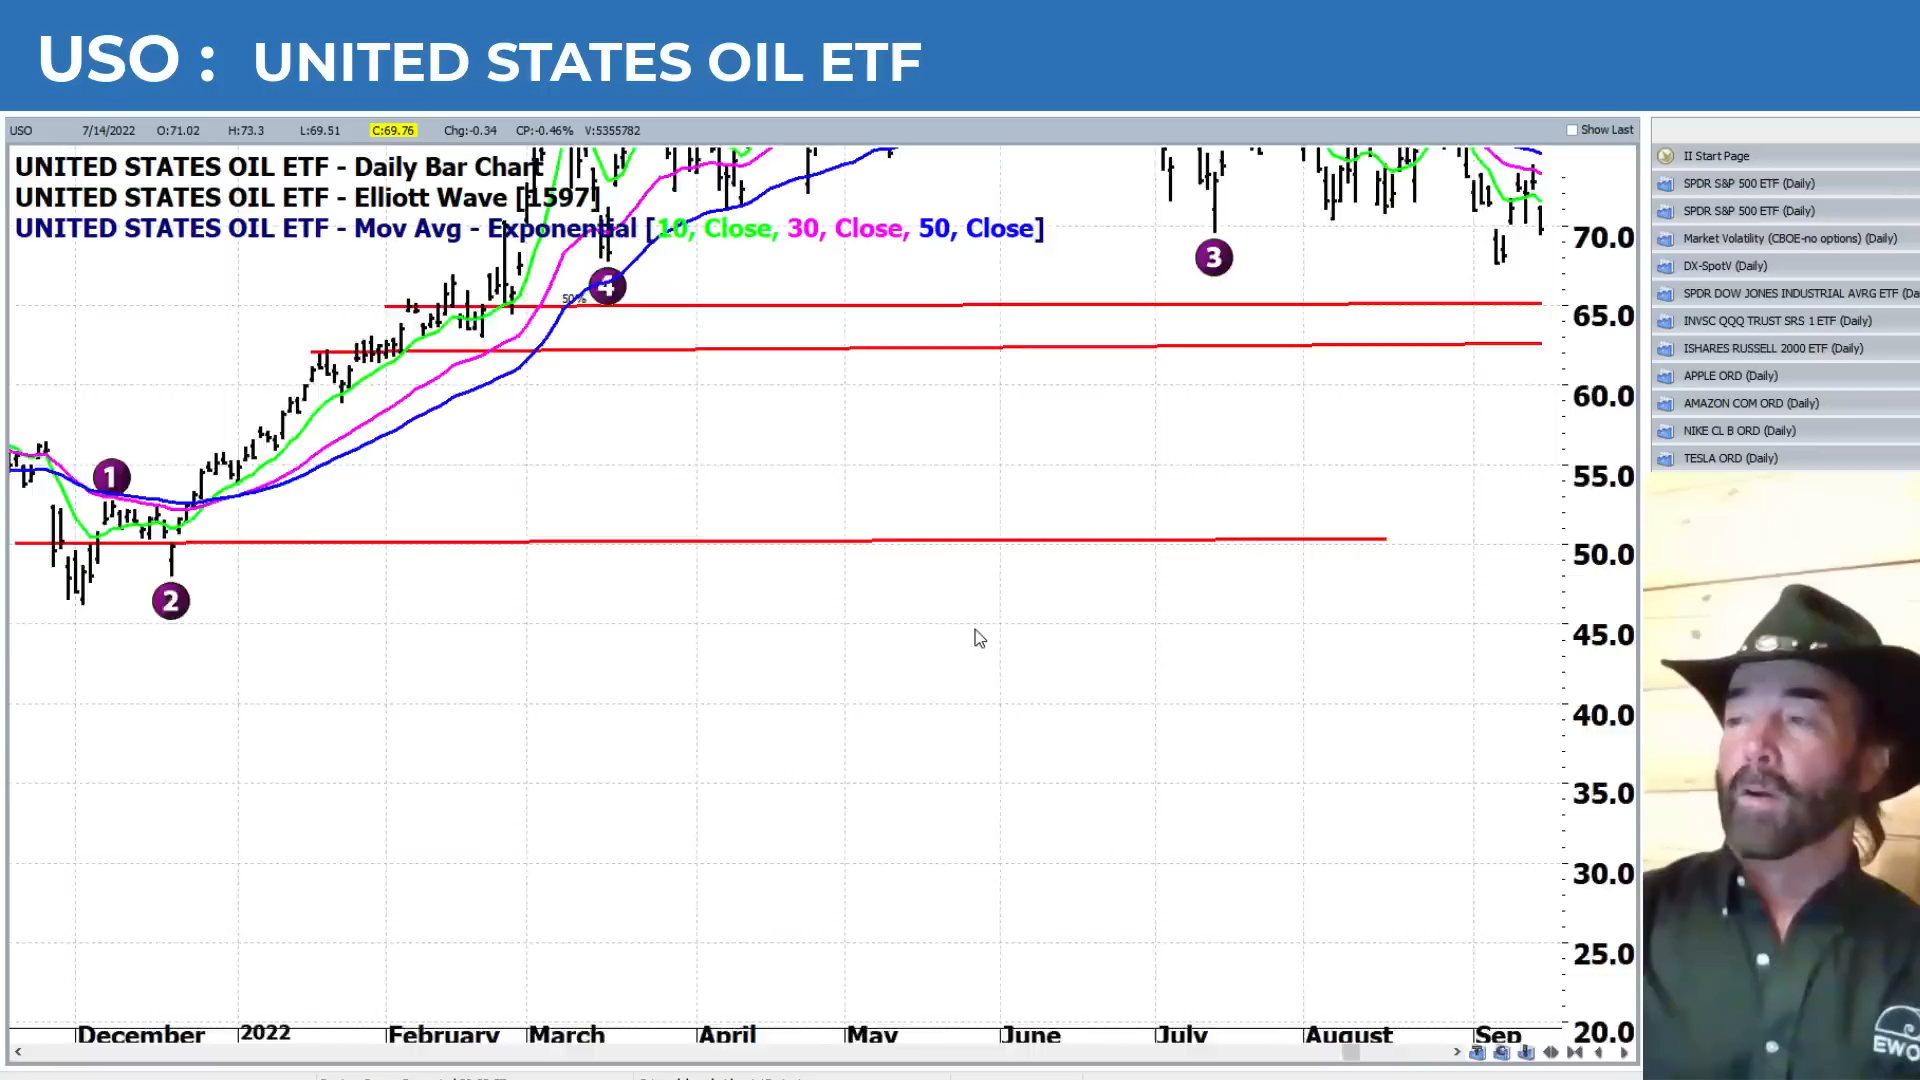 USO : UNITED STATES OIL ETF
USO 7/14/2022 O:71.02 H:73.3 L:69.51 C:69.76 Chg:-0.34 CP:-0.46% V:5355782
Show Last
UNITED STATES OIL ETF - Daily Bar Chart
UNITED STATES OIL ETF - Elliott Wave [1597]
UNITED STATES OIL ETF - Mov Avg - Exponential [10, Close, 30, Close, 50, Close]
II Start Page
SPDR S&P 500 ETF (Daily)
SPDR S&P 500 ETF (Daily)
Market Volatility (CBOE-no options) (Daily)
DX-SpotV (Daily)
SPDR DOW JONES INDUSTRIAL AVRG ETF (Da
INVSC QQQ TRUST SRS 1 ETF (Daily)
ISHARES RUSSELL 2000 ETF (Daily)
APPLE ORD (Daily)
AMAZON COM ORD (Daily)
NIKE CL B ORD (Daily)
TESLA ORD (Daily)
70.0
3
4
50%
65.0
60.0
1
55.0
50.0
2
45.0
40.0
35.0
30.0
25.0
20.0
December 2022 February March April May June July August Sep
EWO